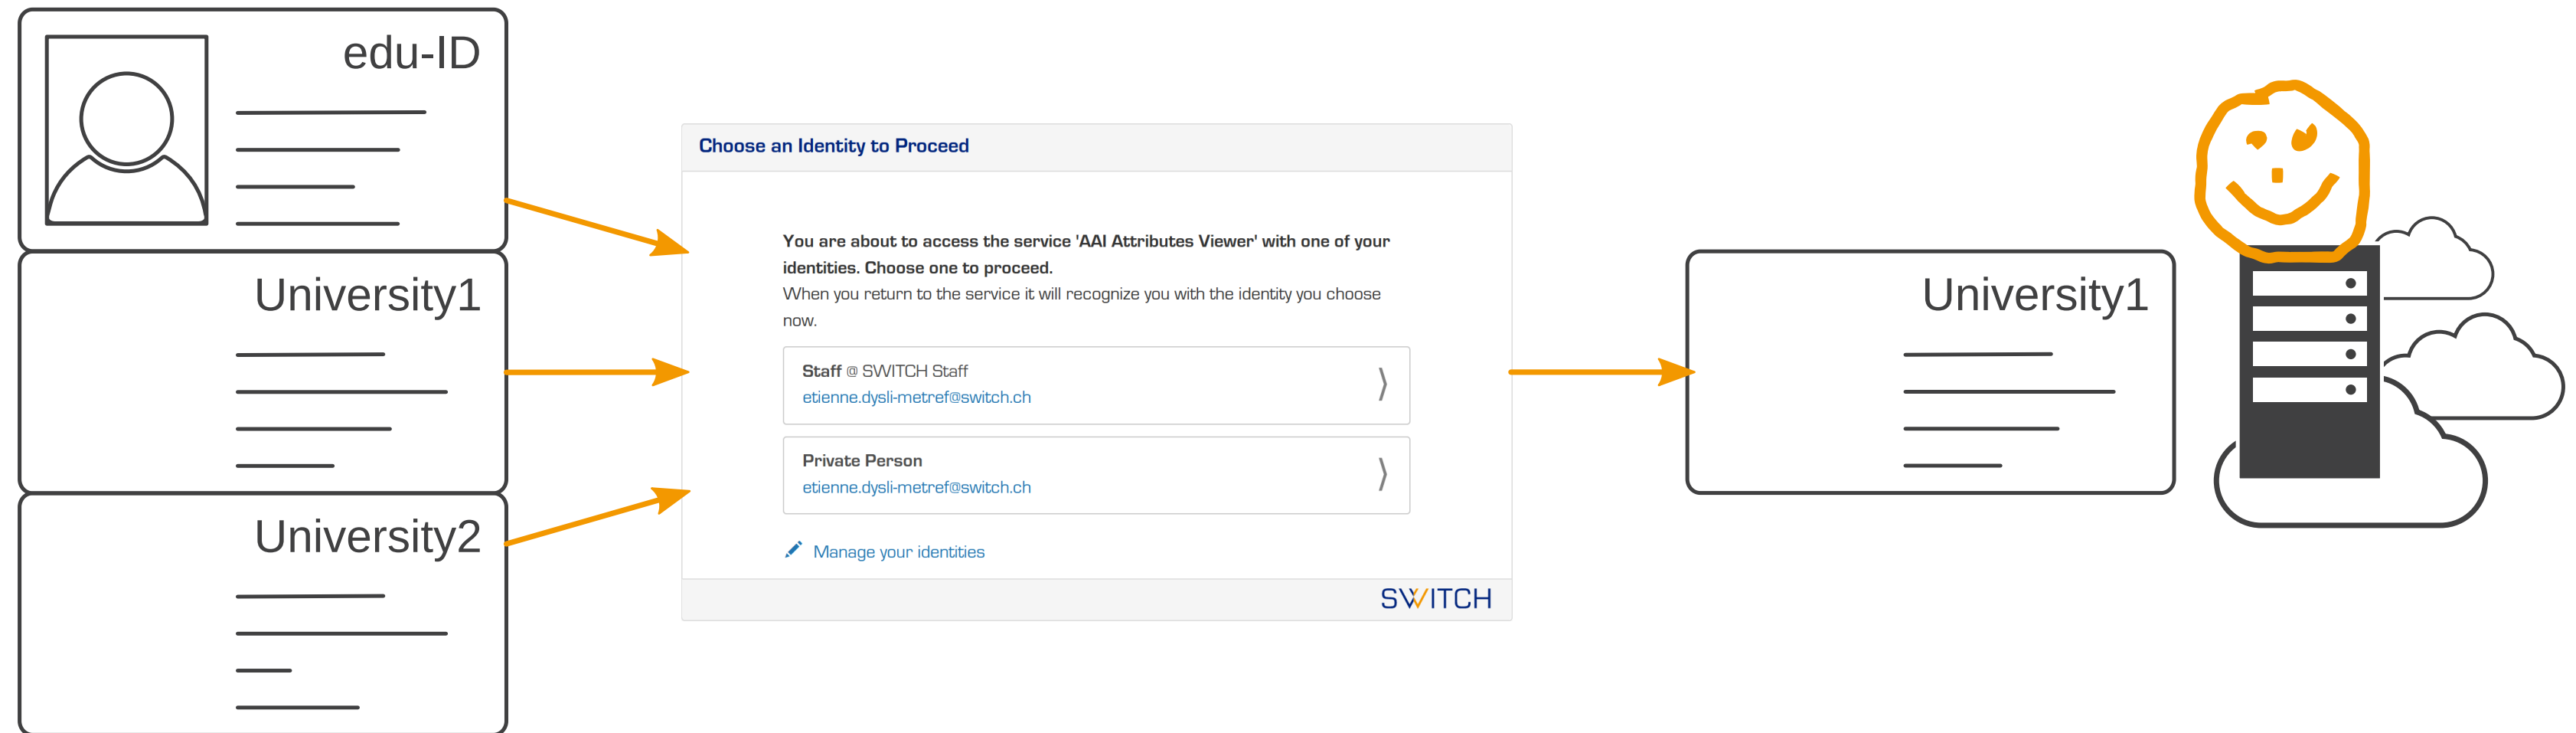 edu-ID
University1
University2
Choose an Identity to Proceed
You are about to access the service 'AAI Attributes Viewer' with one of your
identities. Choose one to proceed.
When you return to the service it will recognize you with the identity you choose
now.
Staff @ SWITCH Staff
etienne.dysli-metref@switch.ch
Private Person
etienne.dysli-metref@switch.ch
Manage your identities
SWITCH
University1